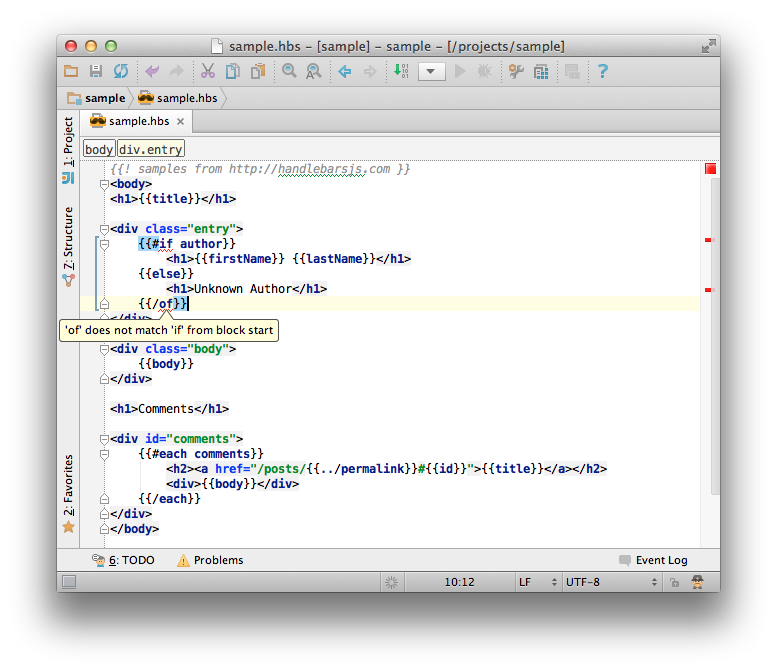 sample.hbs – [sample] – sample – [/projects/sample]
sample sample.hbs
sample.hbs
body div.entry
1: Project
7: Structure
2: Favorites
{{! samples from http://handlebarsjs.com }}
<body>
<h1>{{title}}</h1>
<div class="entry">
{{#if author}}
<h1>{{firstName}} {{lastName}}</h1>
{{else}}
<h1>Unknown Author</h1>
{{/of}}
</div>
'of' does not match 'if' from block start
<div class="body">
{{body}}
</div>
<h1>Comments</h1>
<div id="comments">
{{#each comments}}
<h2><a href="/posts/{{../permalink}}#{{id}}">{{title}}</a></h2>
<div>{{body}}</div>
{{/each}}
</div>
</body>
6: TODO Problems Event Log
10:12 LF UTF-8